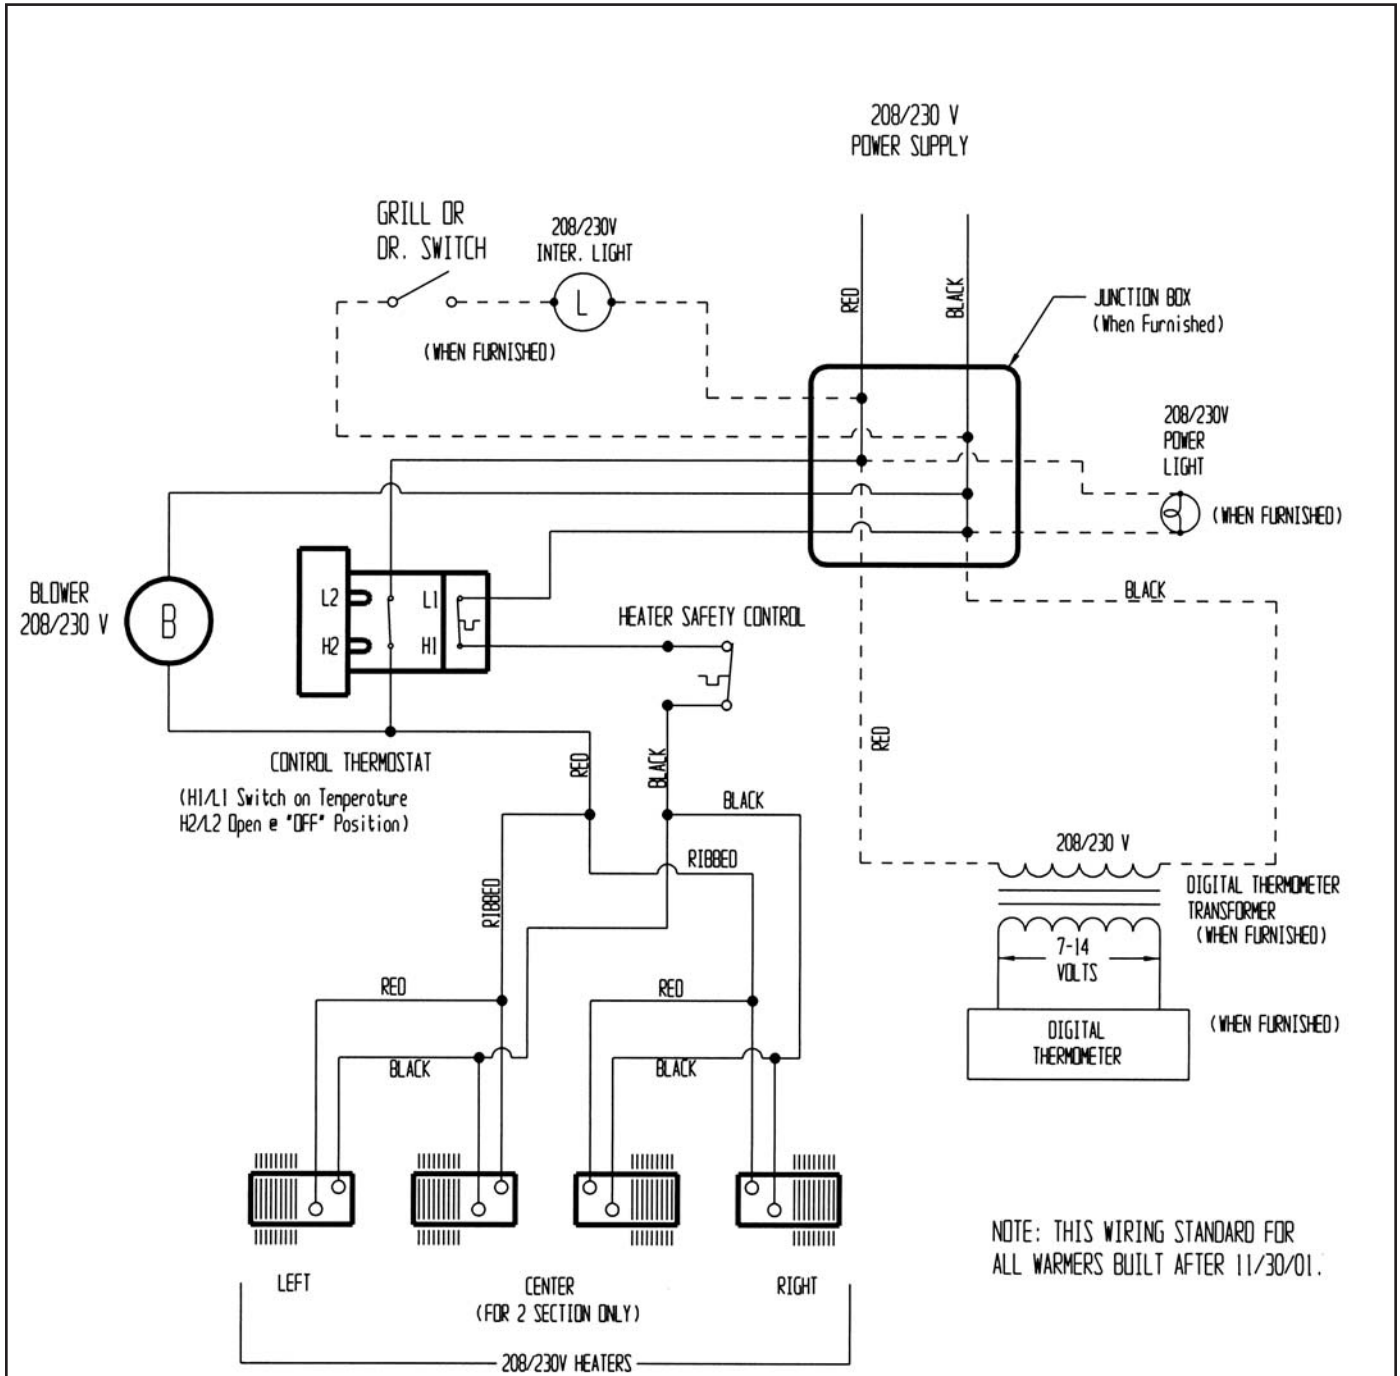 208/230 V
POWER SUPPLY
GRILL OR
DR. SWITCH
208/230V
INTER. LIGHT
L
(WHEN FURNISHED)
RED
BLACK
JUNCTION BOX
(When Furnished)
208/230V
POWER
LIGHT
(WHEN FURNISHED)
BLACK
BLOWER
208/230 V
B
L2
L1
H2
H1
HEATER SAFETY CONTROL
RED
CONTROL THERMOSTAT
(H1/L1 Switch on Temperature
H2/L2 Open @ "OFF" Position)
RED
BLACK
BLACK
RIBBED
RIBBED
208/230 V
DIGITAL THERMOMETER
TRANSFORMER
(WHEN FURNISHED)
7-14
VOLTS
RED
RED
DIGITAL
THERMOMETER
(WHEN FURNISHED)
BLACK
BLACK
LEFT
CENTER
(FOR 2 SECTION ONLY)
RIGHT
208/230V HEATERS
NOTE: THIS WIRING STANDARD FOR
ALL WARMERS BUILT AFTER 11/30/01.